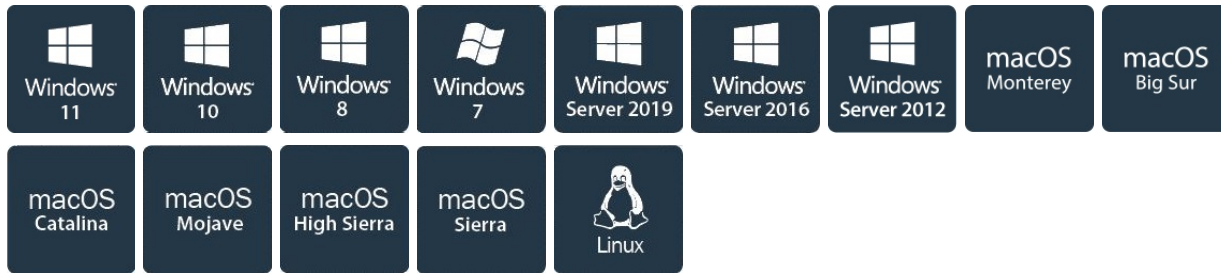 Windows
11
Windows
10
Windows
8
Windows
7
Windows
Server 2019
Windows
Server 2016
Windows
Server 2012
macOS
Monterey
macOS
Big Sur
macOS
Catalina
macOS
Mojave
macOS
High Sierra
macOS
Sierra
Linux